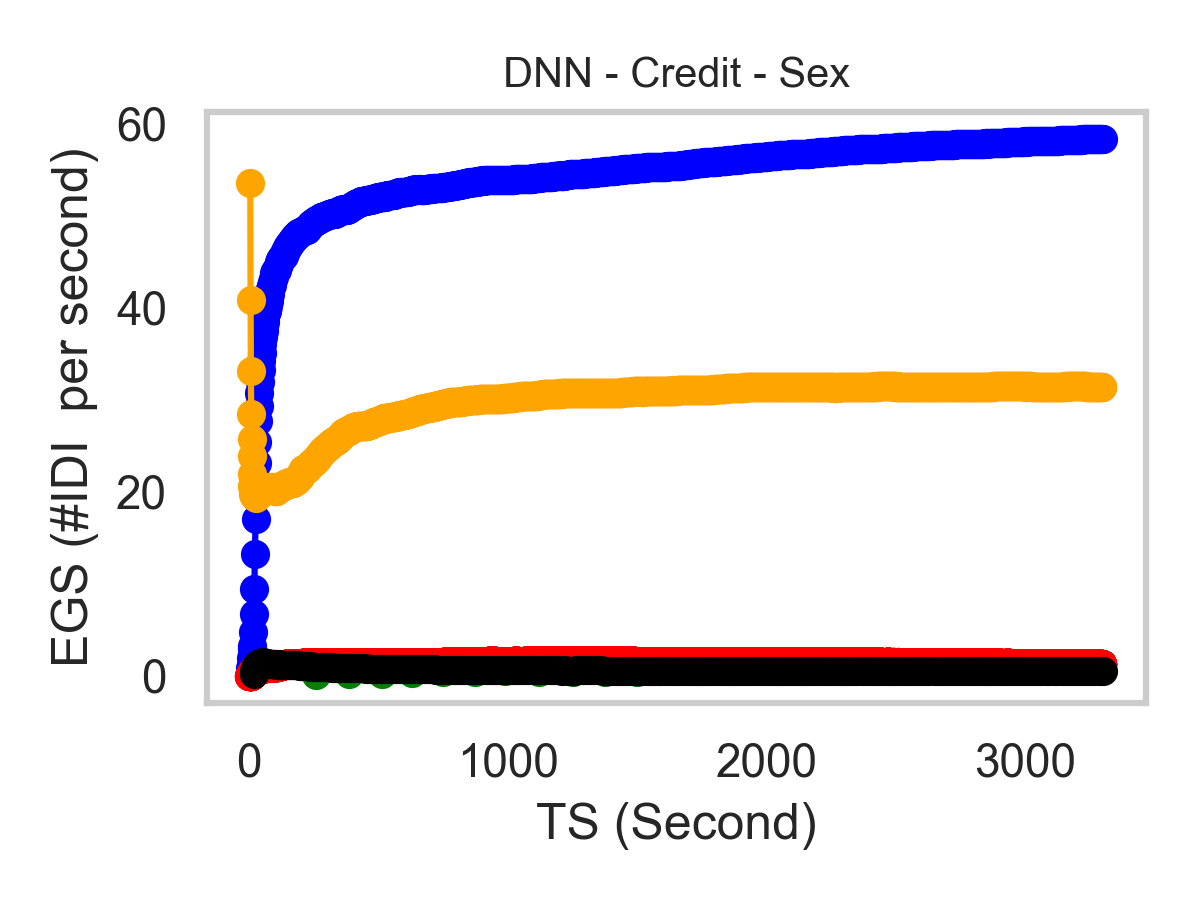 DNN - Credit - Sex
EGS (#IDI  per second)
60
40
20
0
0 1000 2000 3000
TS (Second)